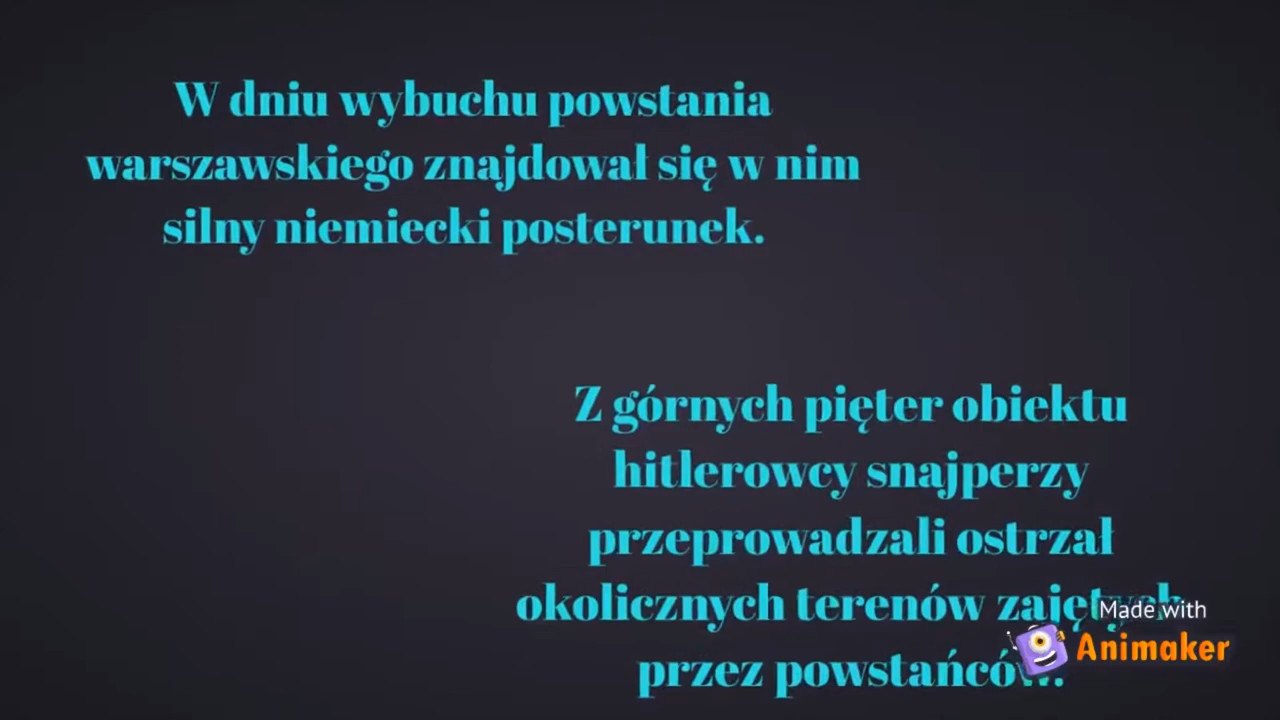 W dniu wybuchu powstania
warszawskiego znajdował się w nim
silny niemiecki posterunek.
Z górnych pięter obiektu
hitlerowcy snajperzy
przeprowadzali ostrzał
okolicznych terenów zajętych
przez powstańców.
Made with
Animaker